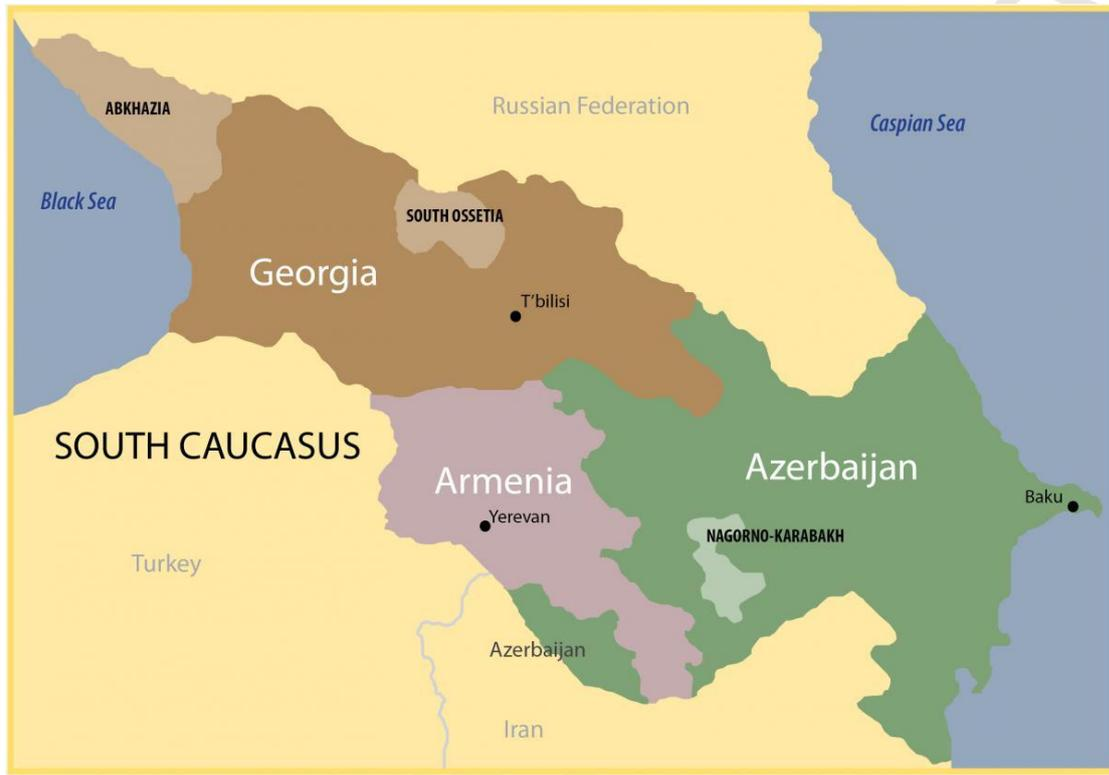 ABKHAZIA
Russian Federation
Caspian Sea
Black Sea
SOUTH OSSETIA
Georgia
T'bilisi
SOUTH CAUCASUS
Armenia
Azerbaijan
Baku
Yerevan
NAGORNO-KARABAKH
Turkey
Azerbaijan
Iran